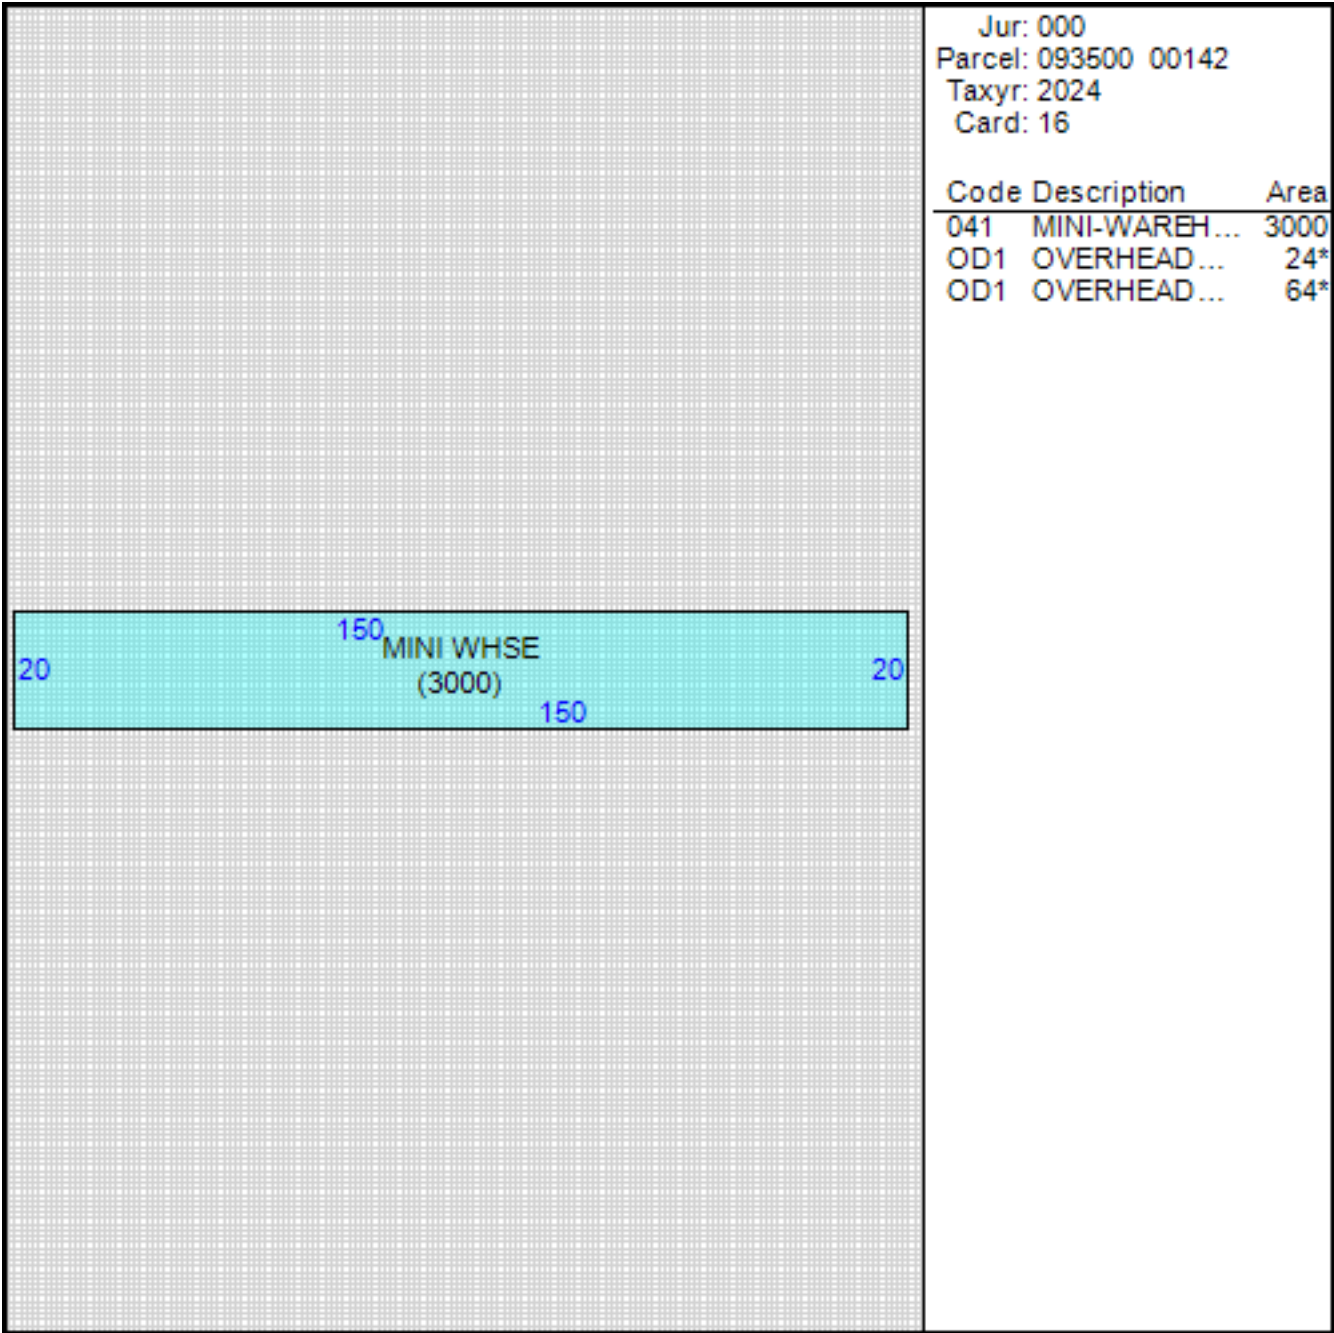 Jur: 000
Parcel: 093500 00142
Taxyr: 2024
Card: 16
Code Description Area
041 MINI-WAREH... 3000
OD1 OVERHEAD... 24*
OD1 OVERHEAD... 64*
150
MINI WHSE
20 20
(3000)
150